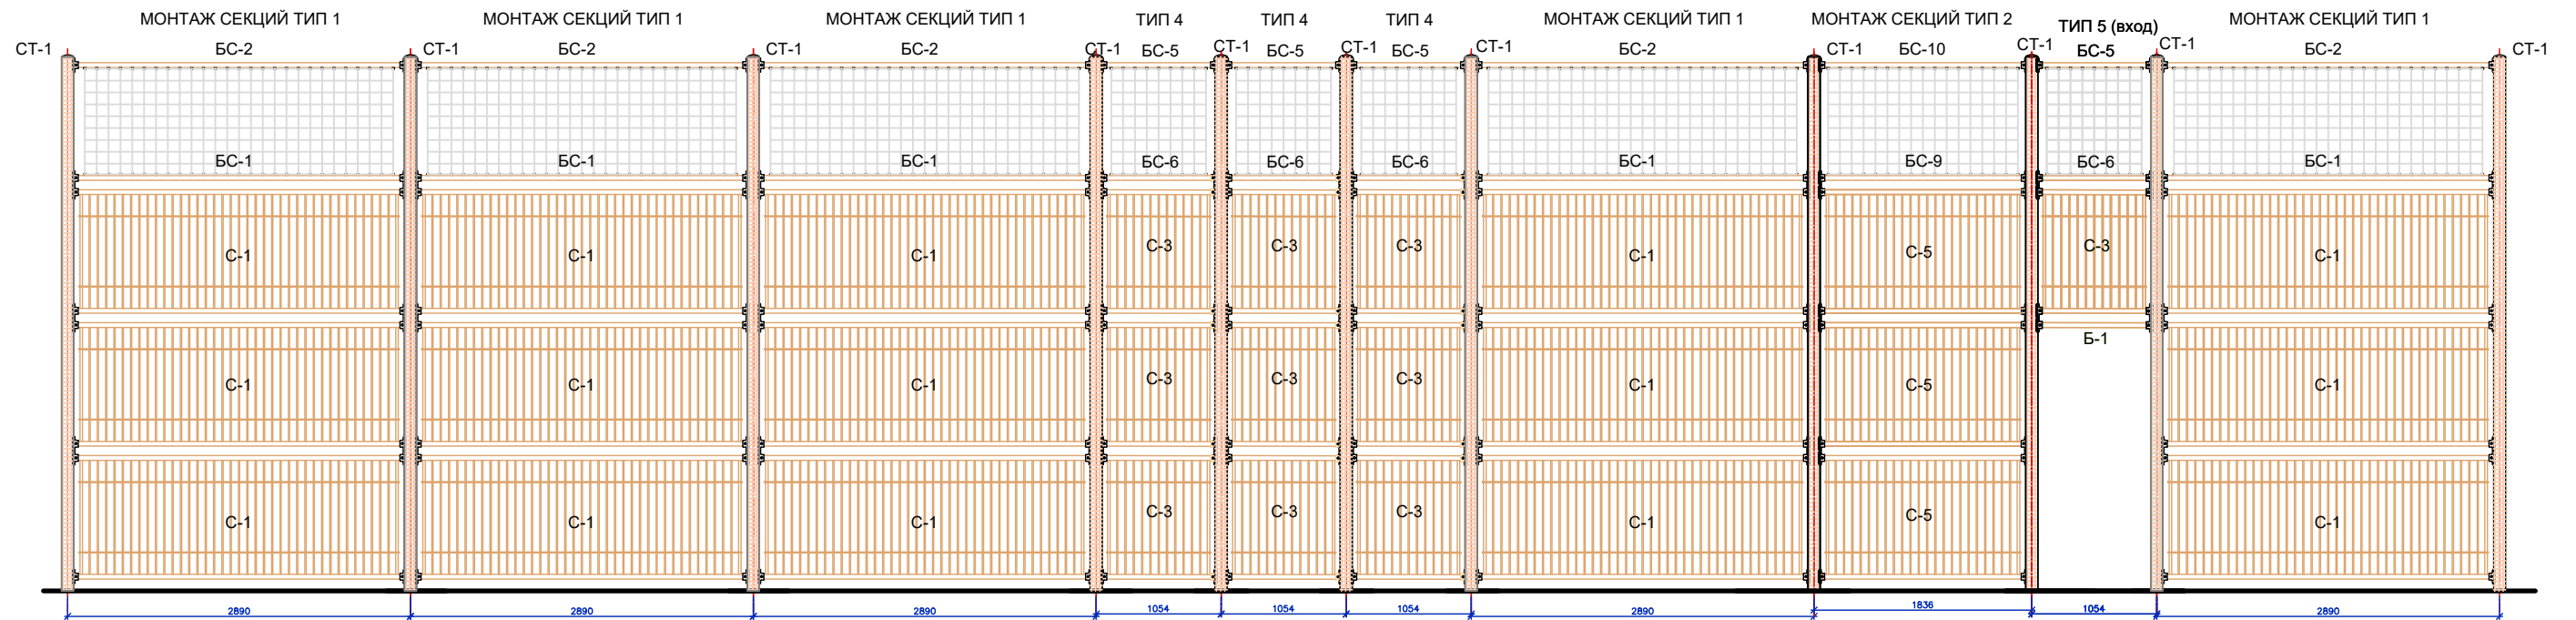 МОНТАЖ СЕКЦИЙ ТИП 1 МОНТАЖ СЕКЦИЙ ТИП 1 МОНТАЖ СЕКЦИЙ ТИП 1 ТИП 4 ТИП 4 ТИП 4 МОНТАЖ СЕКЦИЙ ТИП 1 МОНТАЖ СЕКЦИЙ ТИП 2 ТИП 5 (вход) МОНТАЖ СЕКЦИЙ ТИП 1
СТ-1 БС-2 СТ-1 БС-2 СТ-1 БС-2 СТ-1 БС-5 СТ-1 БС-5 СТ-1 БС-5 СТ-1 БС-2 СТ-1 БС-10 СТ-1 БС-5 СТ-1 БС-2 СТ-1
БС-1 БС-1 БС-1 БС-6 БС-6 БС-6 БС-1 БС-9 БС-6 БС-1
С-1 С-1 С-1 С-3 С-3 С-3 С-1 С-5 С-3 С-1
Б-1
С-1 С-1 С-1 С-3 С-3 С-3 С-1 С-5 С-1
С-1 С-1 С-1 С-3 С-3 С-3 С-1 С-5 С-1
2890 2890 2890 1054 1054 1054 2890 1836 1054 2890